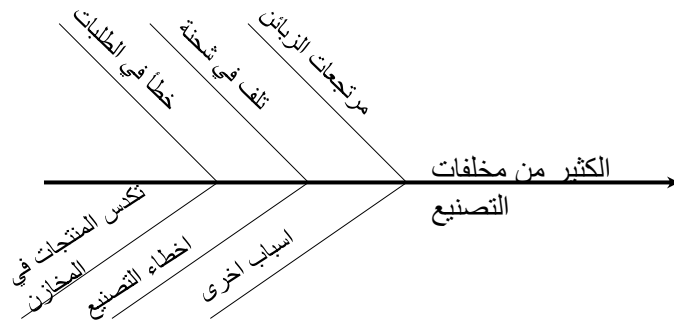 مرتجعات الزبائن
تلف في شحنة
خطأ في الطلبات
الكثير من مخلفات
التصنيع
تكدس المنتجات في
المخازن
اخطاء التصنيع
اسباب اخرى